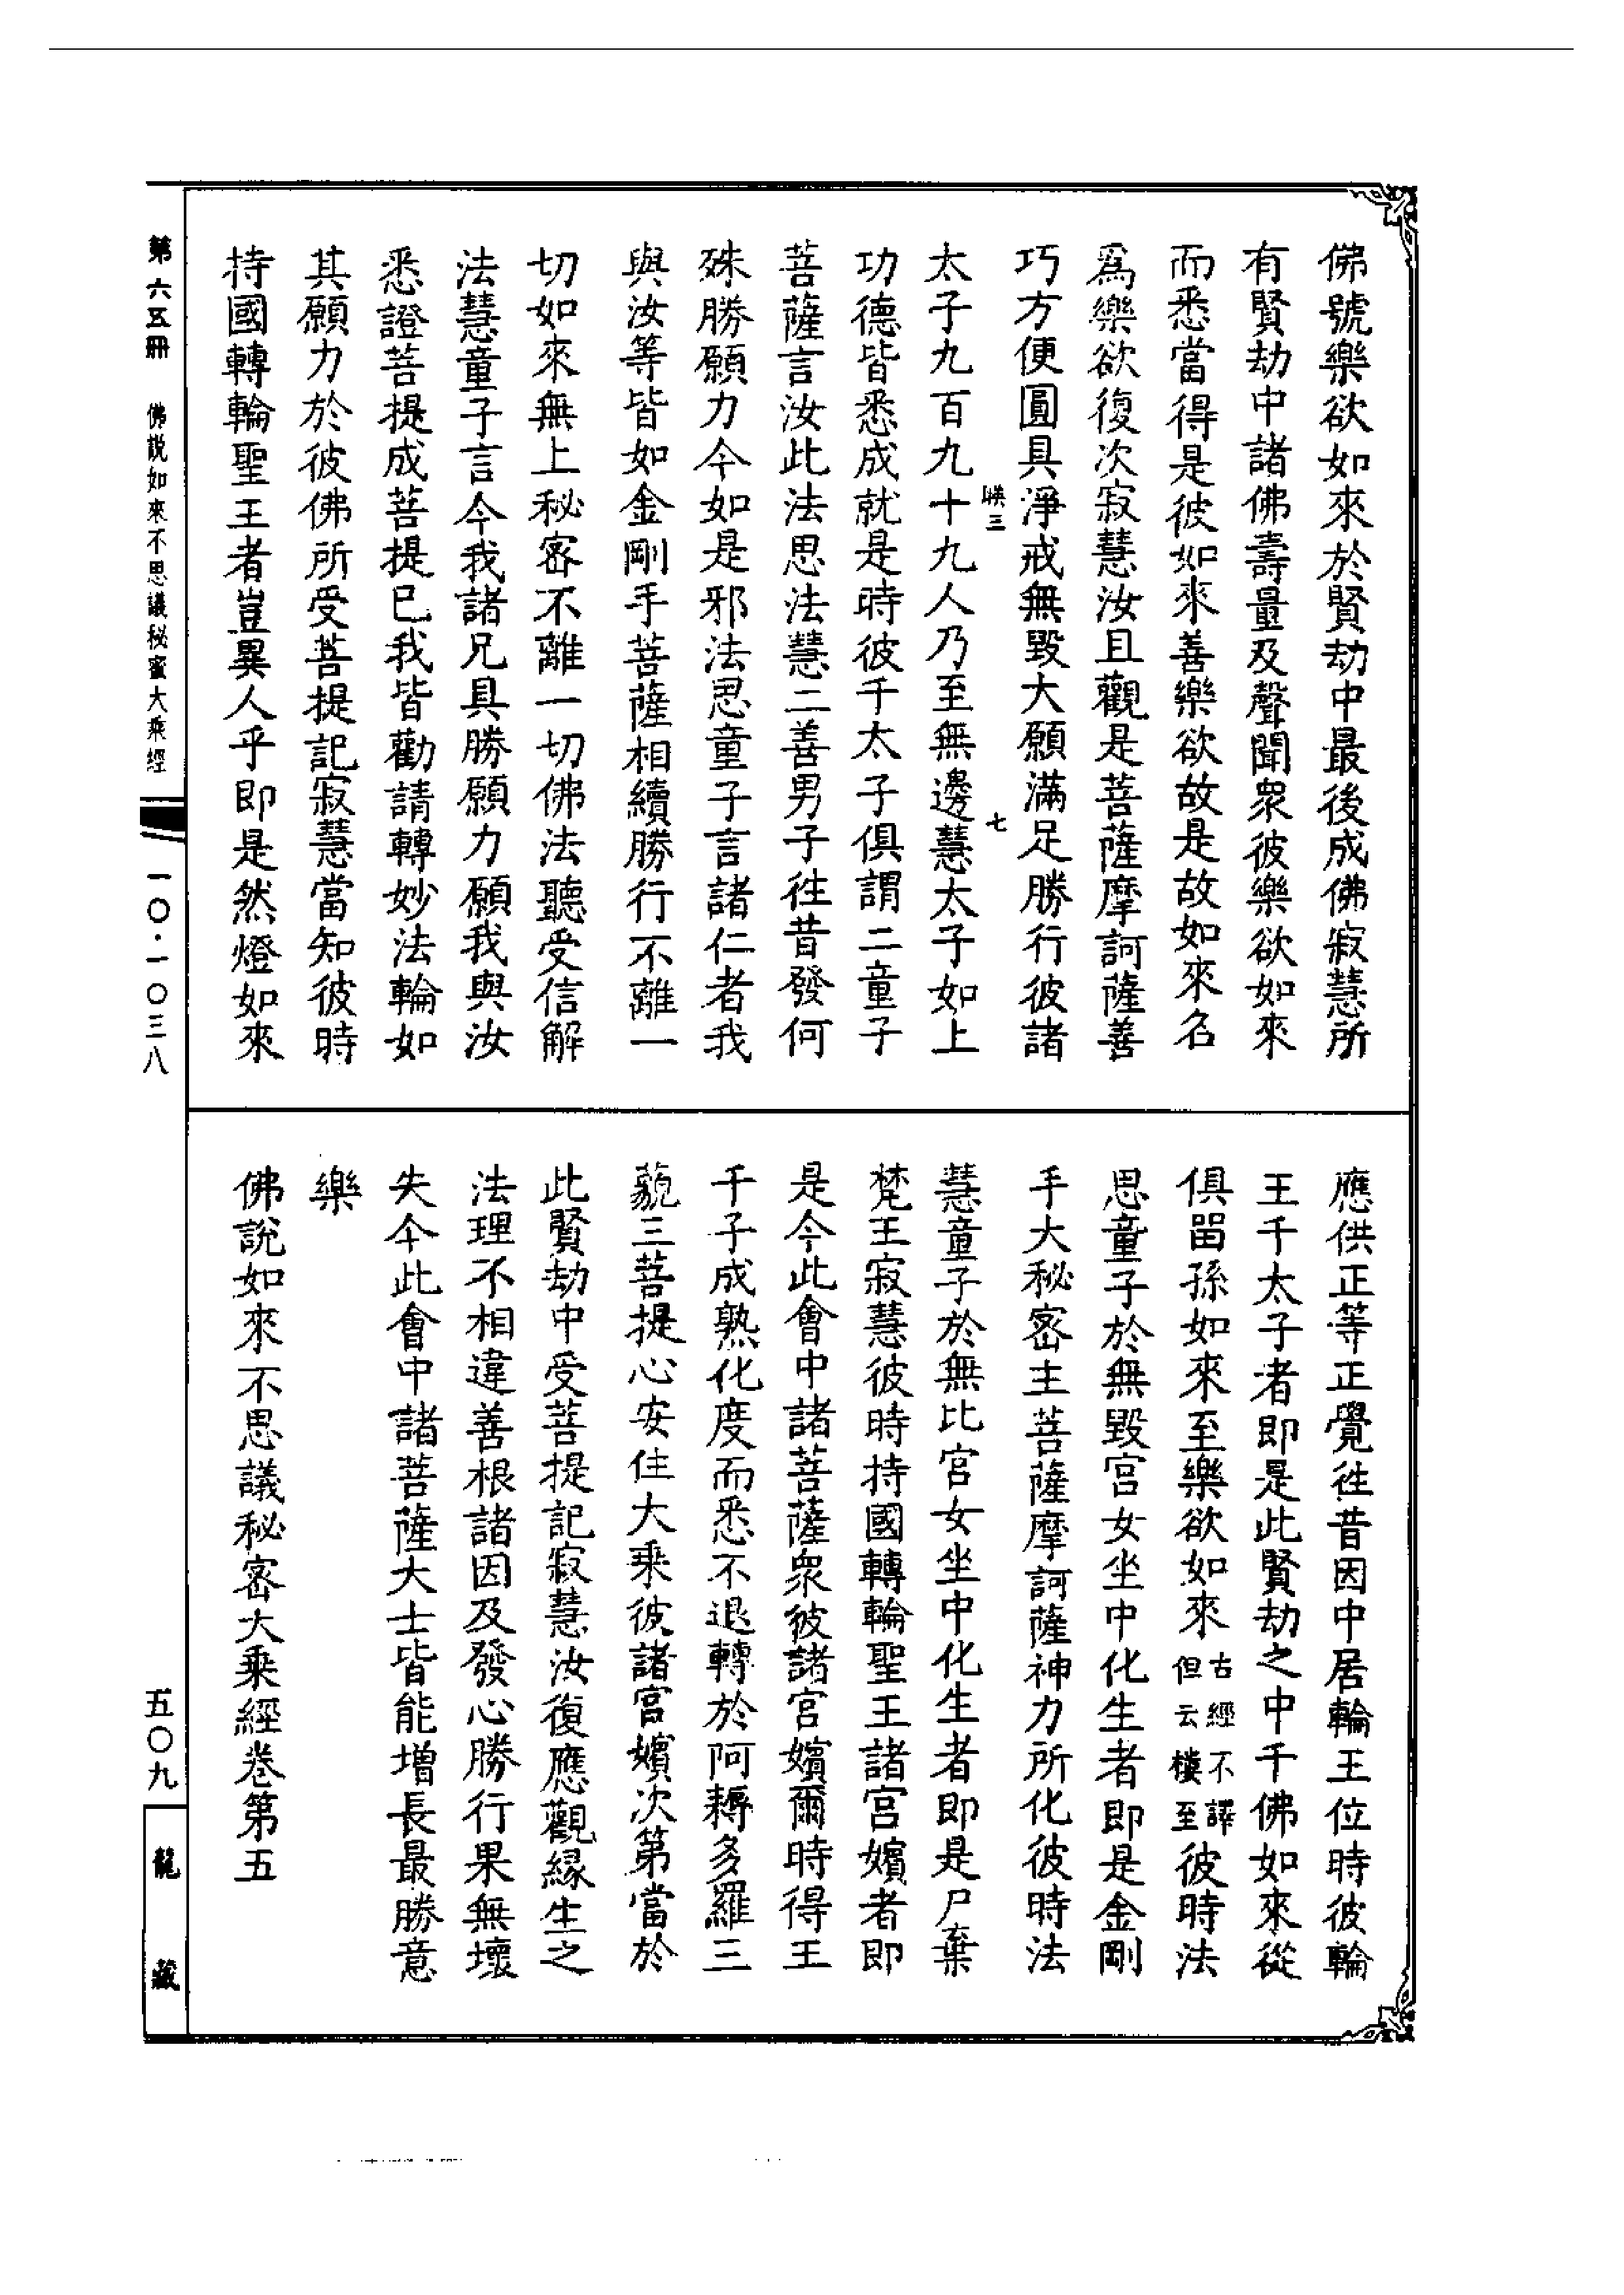 佛號樂欲如來於賢劫中最後成佛寂慧所
有賢劫中諸佛壽量及聲聞衆彼樂欲如來
而悉當得是彼如來善樂欲故是故如來名
爲樂欲復次寂慧汝且觀是菩薩摩訶薩善
巧方便圓具淨戒無毀大願滿足勝行彼諸
映三 七
太子九百九十九人乃至無邊慧太子如上
功德皆悉成就是時彼千太子俱謂二童子
菩薩言汝此法思法慧二善男子徃昔發何
殊勝願力今如是邪法思童子言諸仁者我
與汝等皆如金剛手菩薩相續勝行不離一
切如來無上秘密不離一切佛法聽受信解
法慧童子言今我諸兄具勝願力願我與汝
悉證菩提成菩提已我皆勸請轉妙法輪如
其願力於彼佛所受菩提記寂慧當知彼時
持國轉輪聖王者豈異人乎即是然燈如來
應供正等正覺徃昔因中居輪王位時彼輪
王千太子者即是此賢劫之中千佛如來從
俱留孫如來至樂欲如來古經不譯但云樓至彼時法
思童子於無毀宮女坐中化生者即是金剛
手大秘密主菩薩摩訶薩神力所化彼時法
慧童子於無比宮女坐中化生者即是尸棄
梵王寂慧彼時持國轉輪聖王諸宮嬪者即
是今此會中諸菩薩衆彼諸宮嬪爾時得王
千子成熟化度而悉不退轉於阿耨多羅三
藐三菩提心安住大乘彼諸宮嬪次第當於
此賢劫中受菩提記寂慧汝復應觀緣生之
法理不相違善根諸因及發心勝行果無壞
失今此會中諸菩薩大士皆能增長最勝意
樂
佛說如來不思議秘密大乘經卷第五
第六五冊 佛說如來不思議秘蜜大乘經 一〇·一〇三八
五〇九
龍藏